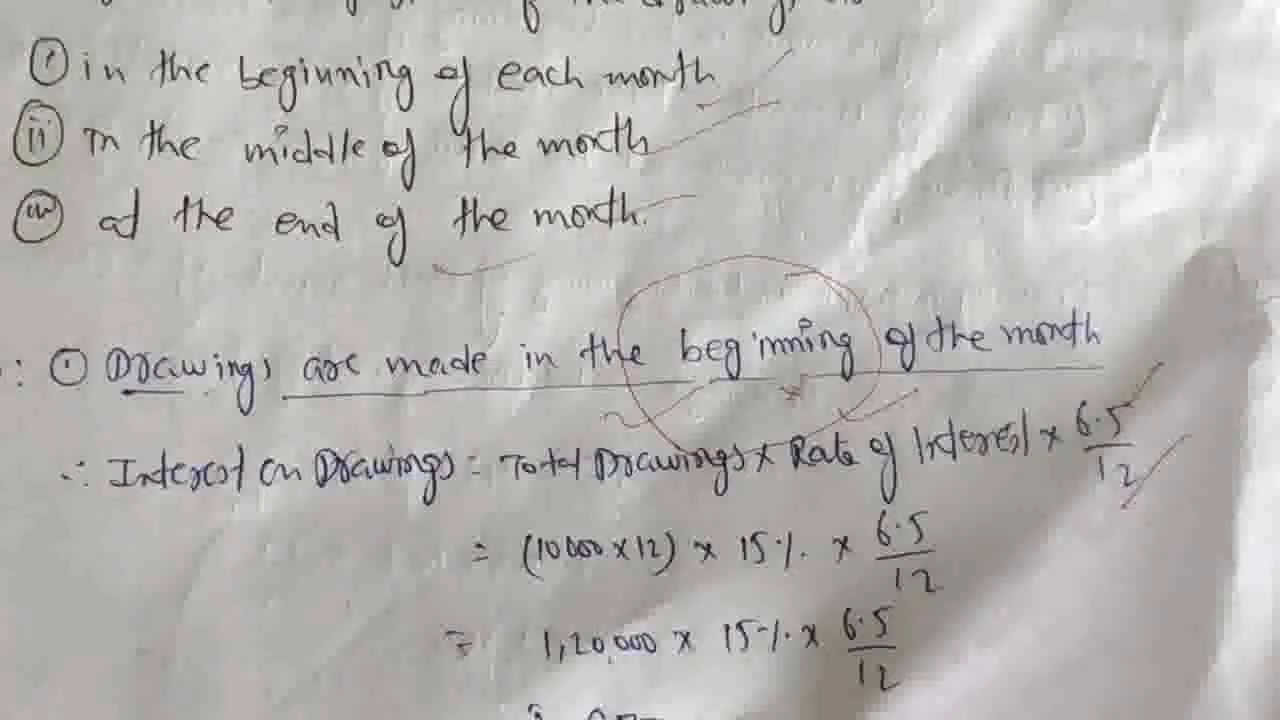 (i) in the beginning of each month
(ii) In the middle of the month
(iii) at the end of the month.
: (i) Drawings are made in the beginning of the month
∴ Interest on Drawings = Total Drawings x Rate of Interest x 6.5/12
= (10000 x 12) x 15% x 6.5/12
= 1,20,000 x 15% x 6.5/12